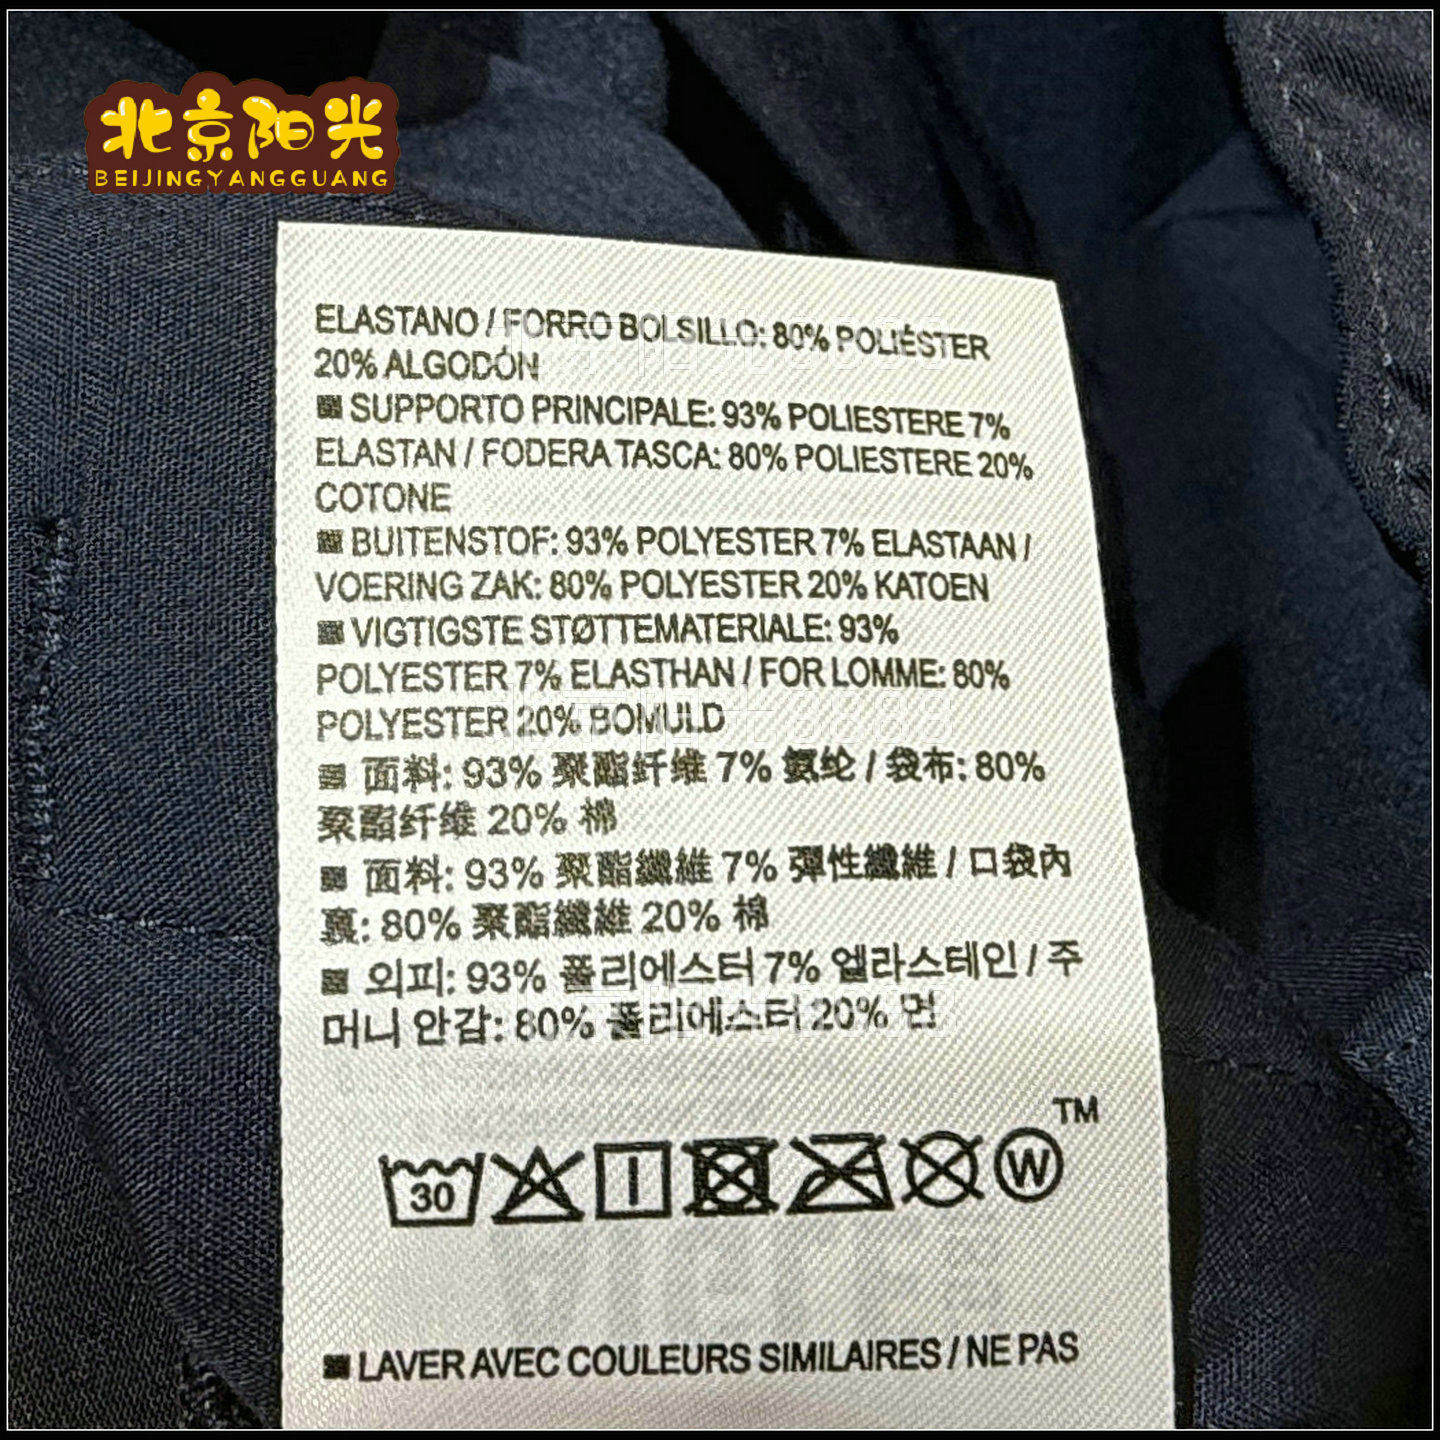 北京阳光
BEIJINGYANGGUANG
ELASTANO / FORRO BOLSILLO: 80% POLIÉSTER
20% ALGODÓN
SUPPORTO PRINCIPALE: 93% POLIESTERE 7%
ELASTAN / FODERA TASCA: 80% POLIESTERE 20%
COTONE
BUITENSTOF: 93% POLYESTER 7% ELASTAAN /
VOERING ZAK: 80% POLYESTER 20% KATOEN
VIGTIGSTE STØTTEMATERIALE: 93%
POLYESTER 7% ELASTHAN / FOR LOMME: 80%
POLYESTER 20% BOMULD
面料: 93% 聚酯纤维 7% 氨纶 / 袋布: 80%
聚酯纤维 20% 棉
面料: 93% 聚酯纖維 7% 彈性纖維 / 口袋內
裏: 80% 聚酯纖維 20% 棉
외피: 93% 폴리에스터 7% 엘라스테인 / 주
머니 안감: 80% 폴리에스터 20% 면
TM
30 W
LAVER AVEC COULEURS SIMILAIRES / NE PAS